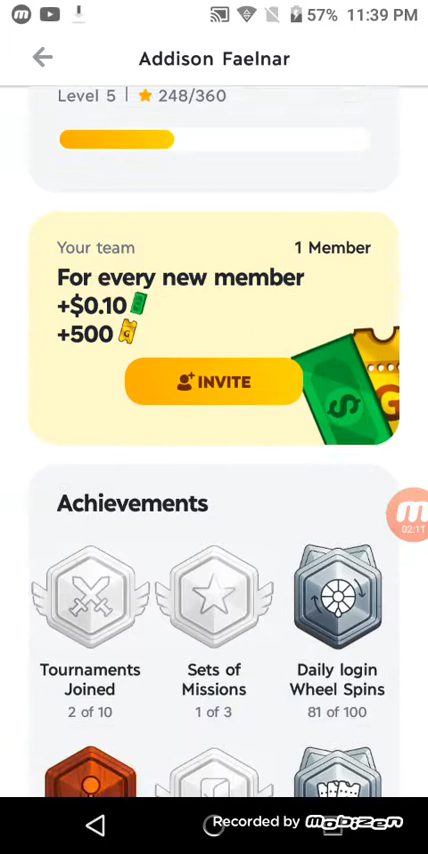 57% 11:39 PM
Addison Faelnar
Level 5 | 248/360
Your team 1 Member
For every new member
+$0.10
+500
INVITE
Achievements
Tournaments Joined
2 of 10
Sets of Missions
1 of 3
Daily login Wheel Spins
81 of 100
02:11
Recorded by mobizen